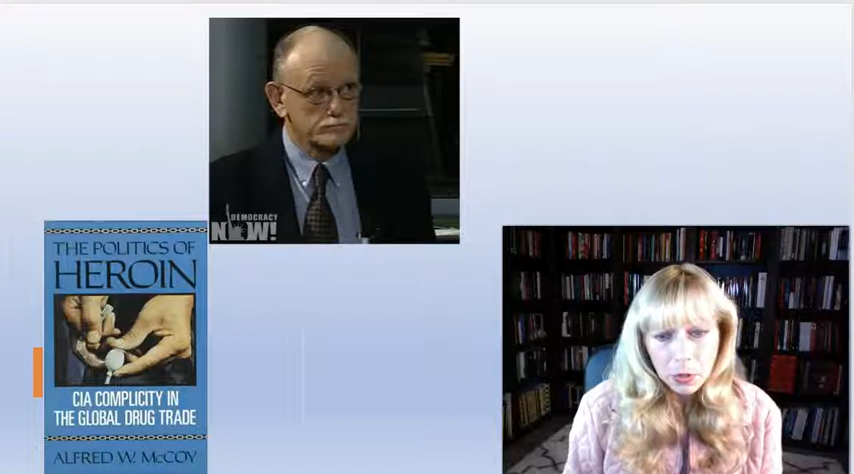 DEMOCRACY
NOW!
THE POLITICS OF
HEROIN
CIA COMPLICITY IN
THE GLOBAL DRUG TRADE
ALFRED W. McCOY